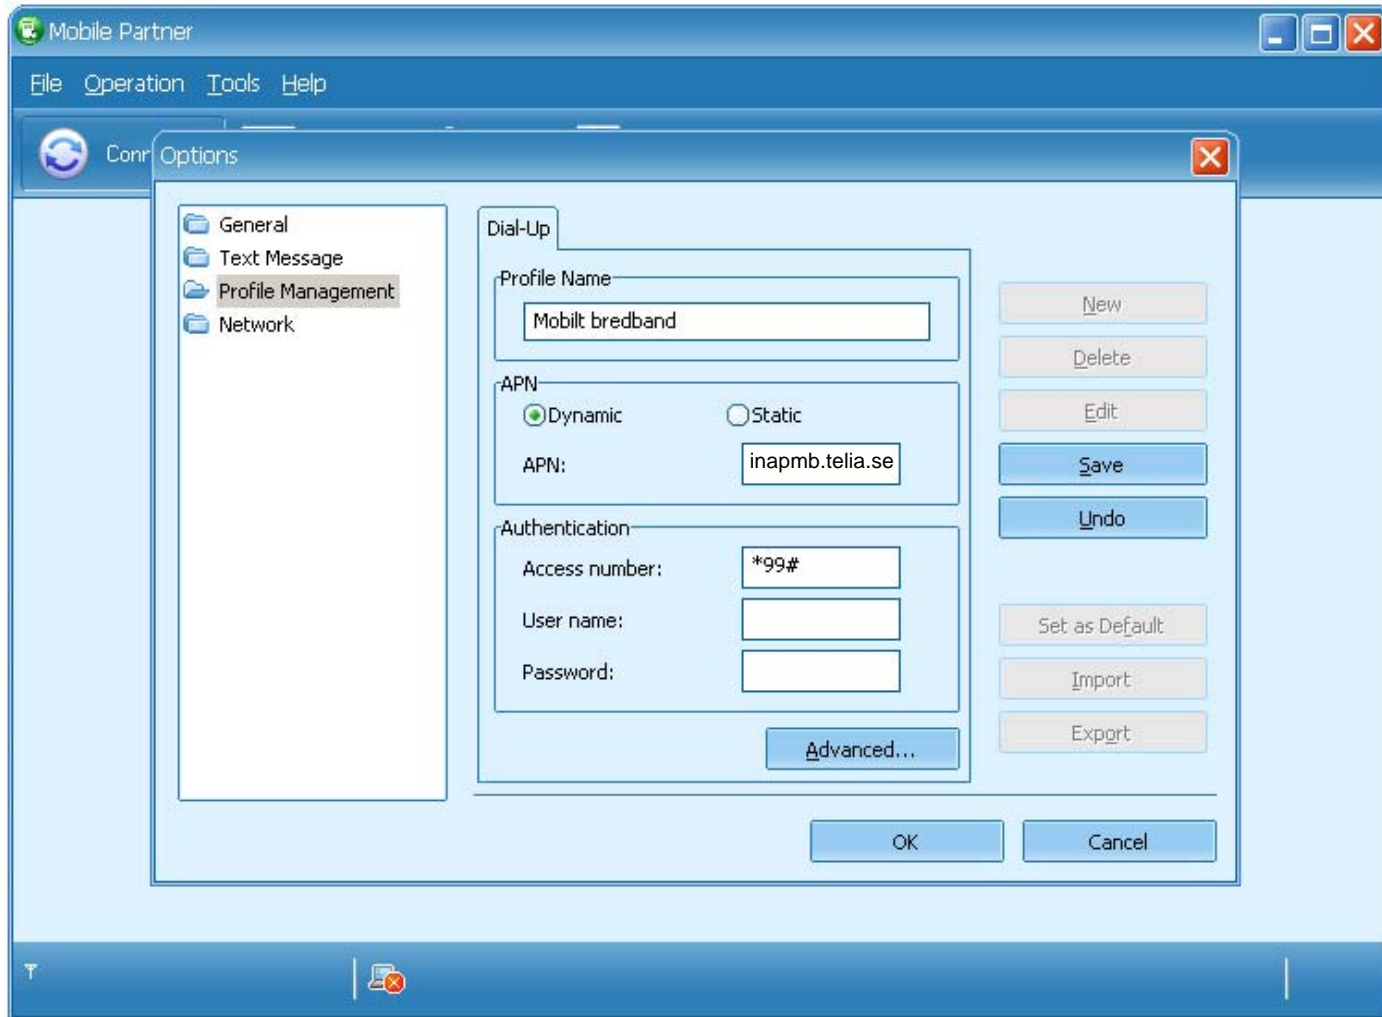 Mobile Partner
File Operation Tools Help
Conr
Options
General
Text Message
Profile Management
Network
Dial-Up
Profile Name
Mobilt bredband
APN
Dynamic Static
APN: inapmb.telia.se
Authentication
Access number: *99#
User name:
Password:
Advanced...
New
Delete
Edit
Save
Undo
Set as Default
Import
Export
OK Cancel